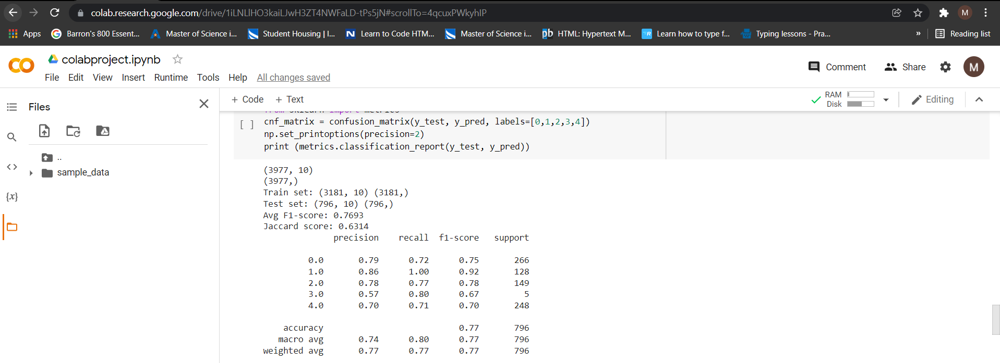 colab.research.google.com/drive/1iLNLlHO3kaiLJwH3ZT4NWFaLD-tPs5jN#scrollTo=4qcuxPWkyhIP
M
Apps
Barron's 800 Essent...
Master of Science i...
Student Housing | I...
Learn to Code HTM...
Master of Science i...
HTML: Hypertext M...
Learn how to type f...
Typing lessons - Pra...
»
Reading list
colabproject.ipynb
Comment
Share
M
File Edit View Insert Runtime Tools Help All changes saved
Files
+ Code + Text
RAM
Disk
Editing
..
sample_data
{x}
from sklearn import metrics
[ ] cnf_matrix = confusion_matrix(y_test, y_pred, labels=[0,1,2,3,4])
np.set_printoptions(precision=2)
print (metrics.classification_report(y_test, y_pred))
(3977, 10)
(3977,)
Train set: (3181, 10) (3181,)
Test set: (796, 10) (796,)
Avg F1-score: 0.7693
Jaccard score: 0.6314
precision recall f1-score support
0.0 0.79 0.72 0.75 266
1.0 0.86 1.00 0.92 128
2.0 0.78 0.77 0.78 149
3.0 0.57 0.80 0.67 5
4.0 0.70 0.71 0.70 248
accuracy 0.77 796
macro avg 0.74 0.80 0.77 796
weighted avg 0.77 0.77 0.77 796